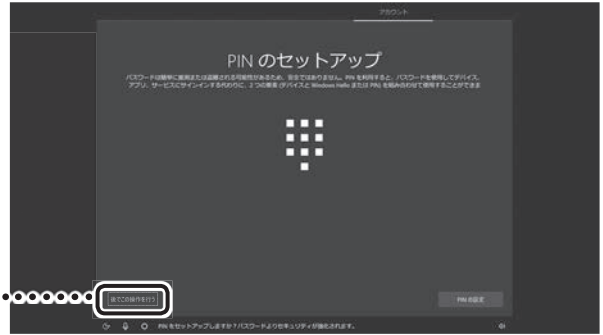 アカウント
PIN のセットアップ
パスワードは簡単に推測または盗難される可能性があるため、安全ではありません。PIN を利用すると、パスワードを使用してデバイス、
アプリ、サービスにサインインする代わりに、2 つの要素 (デバイスと Windows Hello または PIN) を組み合わせて使用することができま
後でこの操作を行う
PIN の設定
PIN をセットアップしますか？パスワードよりセキュリティが強化されます。